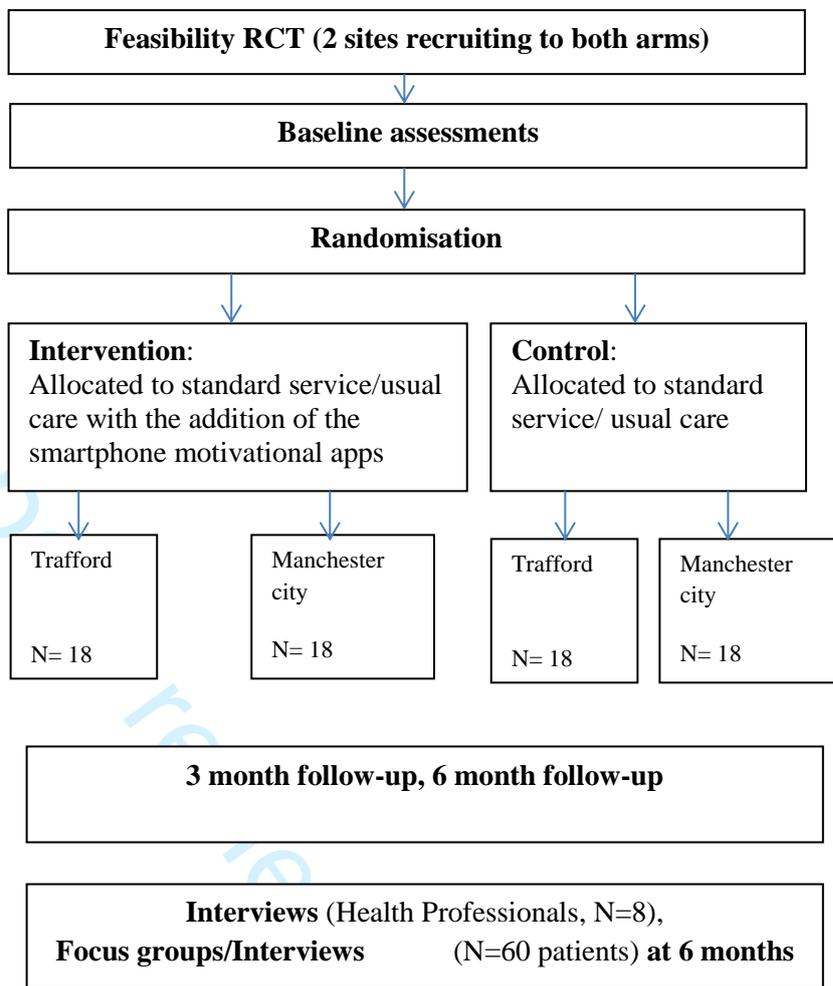 Feasibility RCT (2 sites recruiting to both arms)
Baseline assessments
Randomisation
Intervention:
Allocated to standard service/usual
care with the addition of the
smartphone motivational apps
Control:
Allocated to standard
service/ usual care
Trafford
N= 18
Manchester
city
N= 18
Trafford
N= 18
Manchester
city
N= 18
3 month follow-up, 6 month follow-up
Interviews (Health Professionals, N=8),
Focus groups/Interviews (N=60 patients) at 6 months